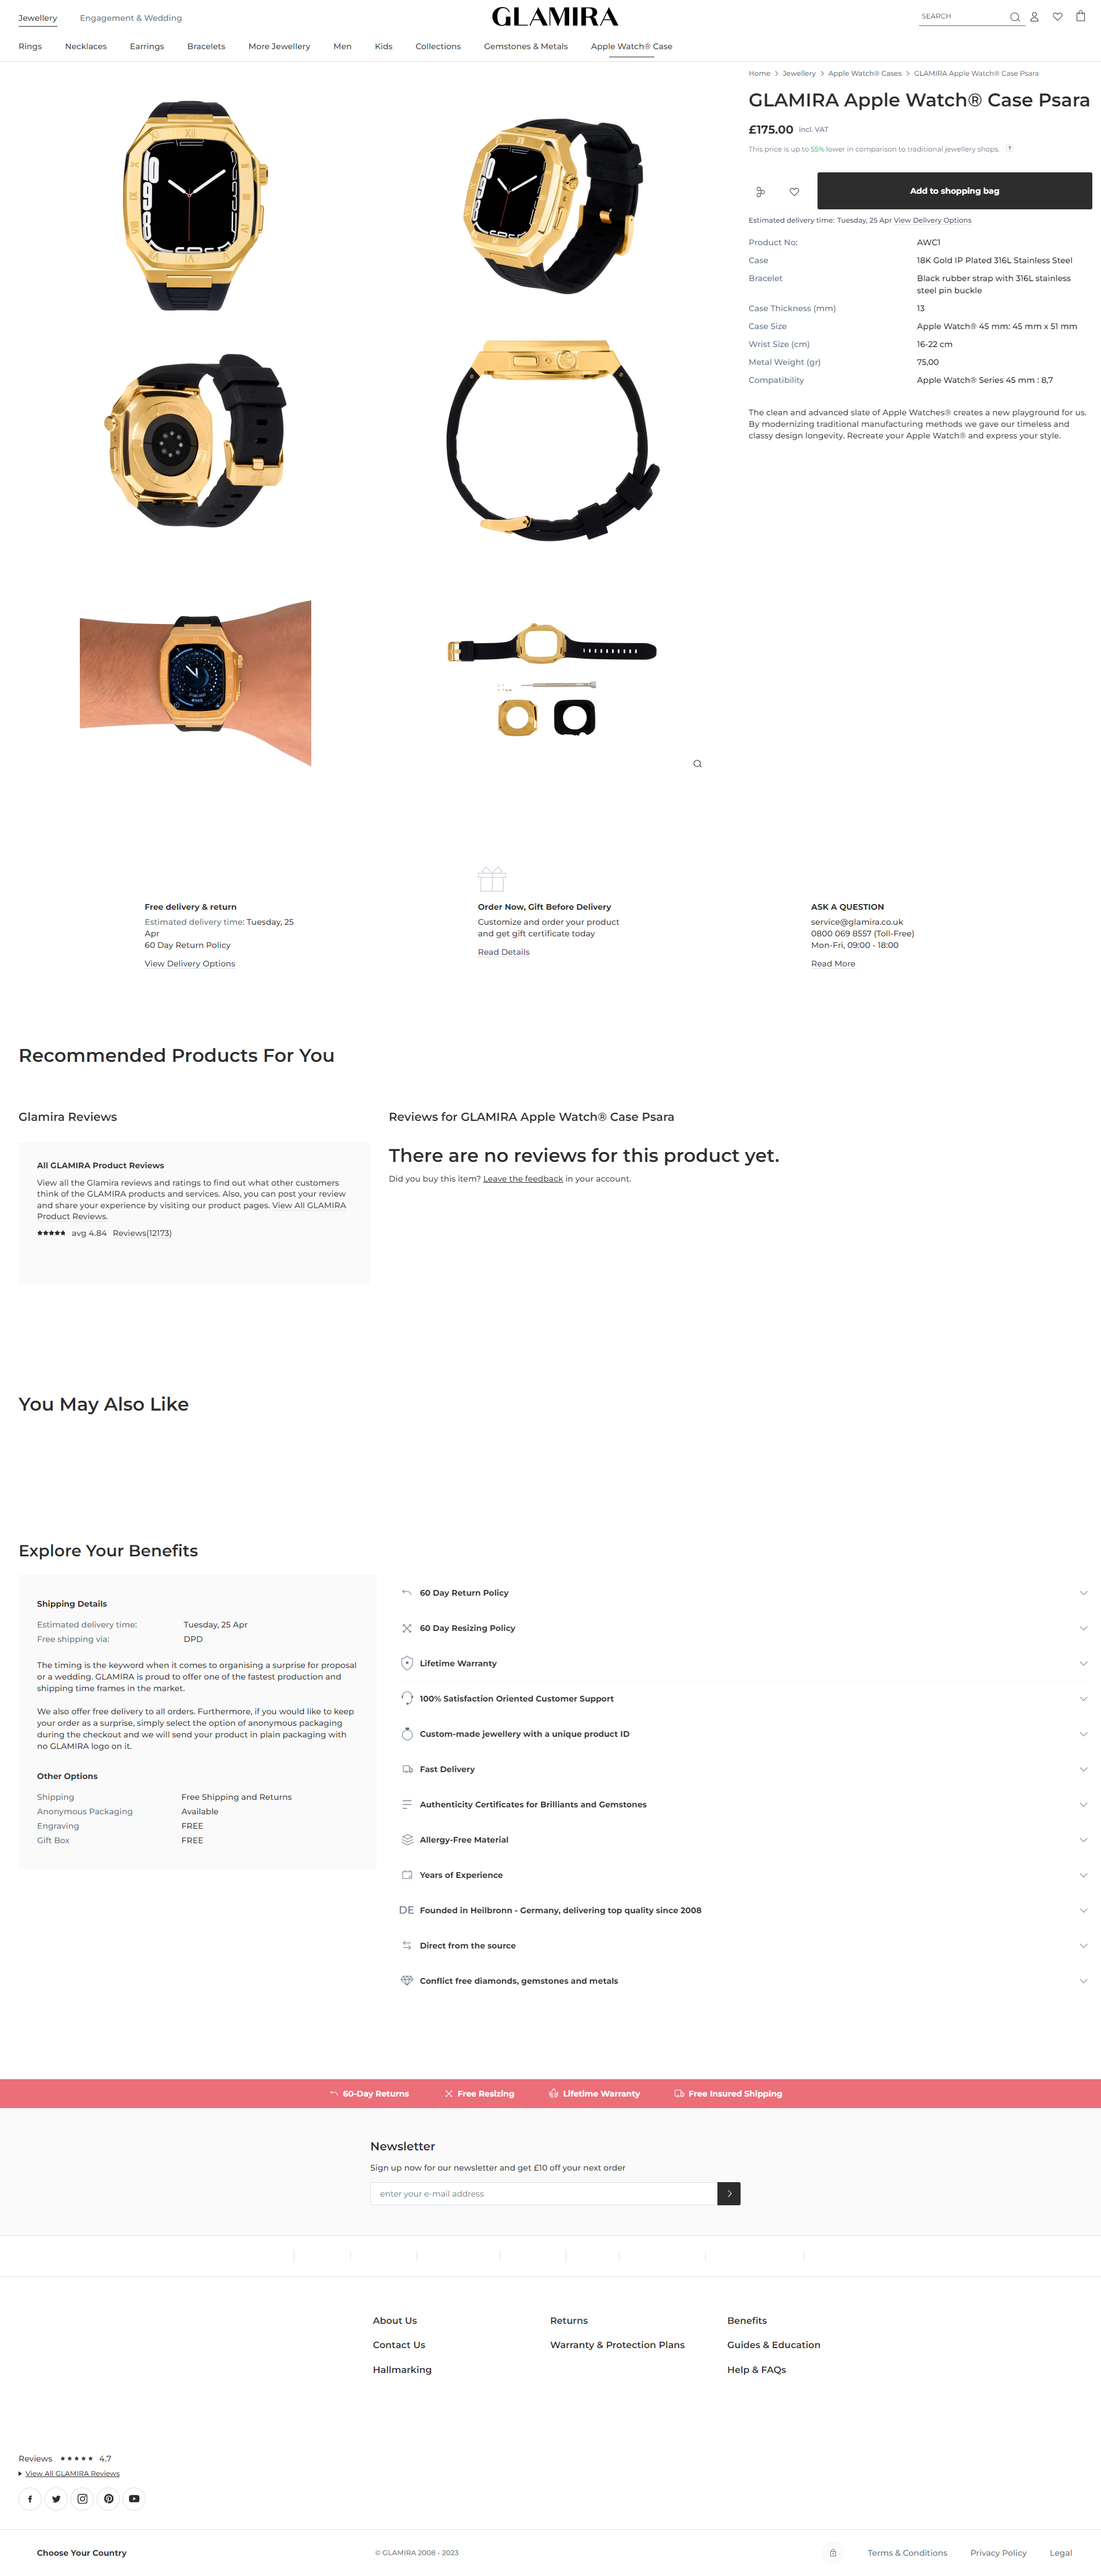 Jewellery
Engagement & Wedding
GLAMIRA
SEARCH
Rings
Necklaces
Earrings
Bracelets
More Jewellery
Men
Kids
Collections
Gemstones & Metals
Apple Watch® Case
Home
Jewellery
Apple Watch® Cases
GLAMIRA Apple Watch® Case Psara
GLAMIRA Apple Watch® Case Psara
£175.00 incl. VAT
This price is up to 55% lower in comparison to traditional jewellery shops. ?
Add to shopping bag
Estimated delivery time: Tuesday, 25 Apr View Delivery Options
Product No: AWC1
Case 18K Gold IP Plated 316L Stainless Steel
Bracelet Black rubber strap with 316L stainless
steel pin buckle
Case Thickness (mm) 13
Case Size Apple Watch® 45 mm: 45 mm x 51 mm
Wrist Size (cm) 16-22 cm
Metal Weight (gr) 75,00
Compatibility Apple Watch® Series 45 mm : 8,7
The clean and advanced slate of Apple Watches® creates a new playground for us.
By modernizing traditional manufacturing methods we gave our timeless and
classy design longevity. Recreate your Apple Watch® and express your style.
Free delivery & return
Estimated delivery time: Tuesday, 25
Apr
60 Day Return Policy
View Delivery Options
Order Now, Gift Before Delivery
Customize and order your product
and get gift certificate today
Read Details
ASK A QUESTION
service@glamira.co.uk
0800 069 8557 (Toll-Free)
Mon-Fri, 09:00 - 18:00
Read More
Recommended Products For You
Glamira Reviews
All GLAMIRA Product Reviews
View all the Glamira reviews and ratings to find out what other customers
think of the GLAMIRA products and services. Also, you can post your review
and share your experience by visiting our product pages. View All GLAMIRA
Product Reviews.
avg 4.84 Reviews(12173)
Reviews for GLAMIRA Apple Watch® Case Psara
There are no reviews for this product yet.
Did you buy this item? Leave the feedback in your account.
You May Also Like
Explore Your Benefits
Shipping Details
Estimated delivery time: Tuesday, 25 Apr
Free shipping via: DPD
The timing is the keyword when it comes to organising a surprise for proposal
or a wedding. GLAMIRA is proud to offer one of the fastest production and
shipping time frames in the market.
We also offer free delivery to all orders. Furthermore, if you would like to keep
your order as a surprise, simply select the option of anonymous packaging
during the checkout and we will send your product in plain packaging with
no GLAMIRA logo on it.
Other Options
Shipping Free Shipping and Returns
Anonymous Packaging Available
Engraving FREE
Gift Box FREE
60 Day Return Policy
60 Day Resizing Policy
Lifetime Warranty
100% Satisfaction Oriented Customer Support
Custom-made jewellery with a unique product ID
Fast Delivery
Authenticity Certificates for Brilliants and Gemstones
Allergy-Free Material
Years of Experience
DE Founded in Heilbronn - Germany, delivering top quality since 2008
Direct from the source
Conflict free diamonds, gemstones and metals
60-Day Returns
Free Resizing
Lifetime Warranty
Free Insured Shipping
Newsletter
Sign up now for our newsletter and get £10 off your next order
enter your e-mail address
About Us
Contact Us
Hallmarking
Returns
Warranty & Protection Plans
Benefits
Guides & Education
Help & FAQs
Reviews 4.7
View All GLAMIRA Reviews
Choose Your Country
© GLAMIRA 2008 - 2023
Terms & Conditions
Privacy Policy
Legal